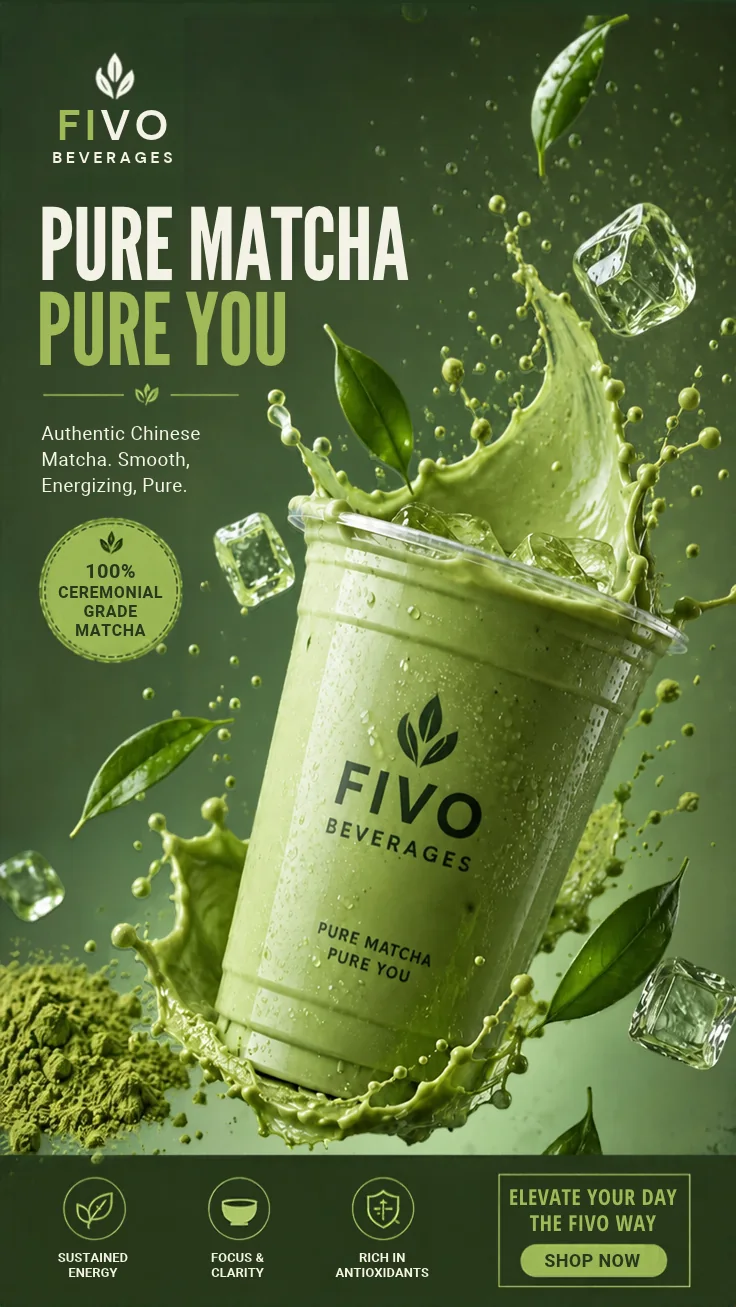 FIVO
BEVERAGES
PURE MATCHA
PURE YOU
Authentic Chinese
Matcha. Smooth,
Energizing, Pure.
100%
CEREMONIAL
GRADE
MATCHA
FIVO
BEVERAGES
PURE MATCHA
PURE YOU
SUSTAINED
ENERGY
FOCUS &
CLARITY
RICH IN
ANTIOXIDANTS
ELEVATE YOUR DAY
THE FIVO WAY
SHOP NOW